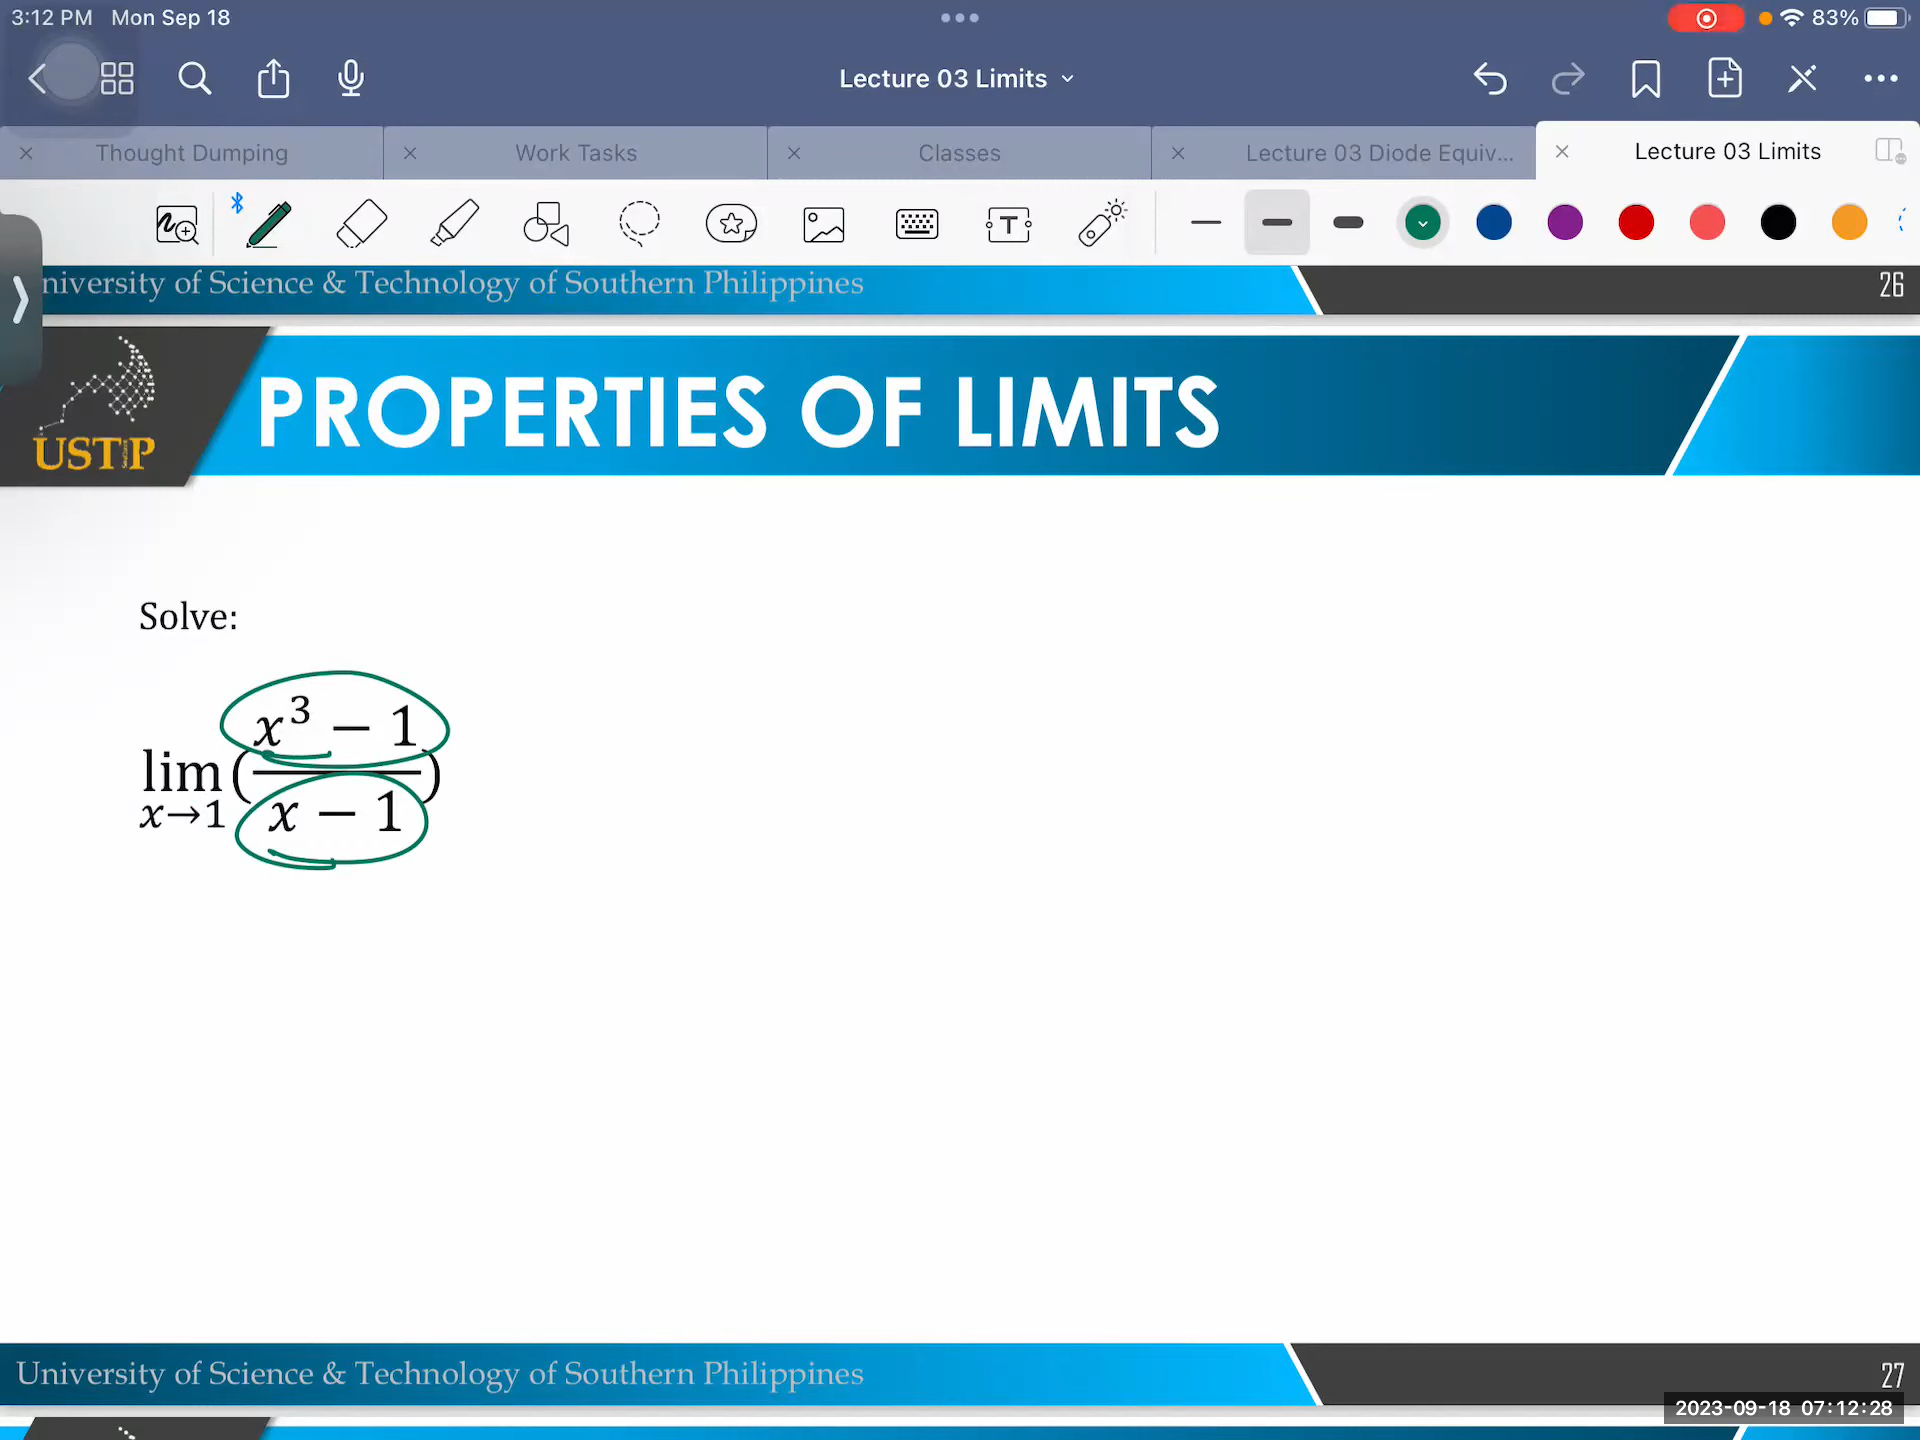 3:12 PM Mon Sep 18
83%
Lecture 03 Limits
Thought Dumping
Work Tasks
Classes
Lecture 03 Diode Equiv...
Lecture 03 Limits
T
niversity of Science & Technology of Southern Philippines
26
USTP
PROPERTIES OF LIMITS
Solve:
lim x→1 (x³ − 1 / x − 1)
University of Science & Technology of Southern Philippines
27
2023-09-18 07:12:28